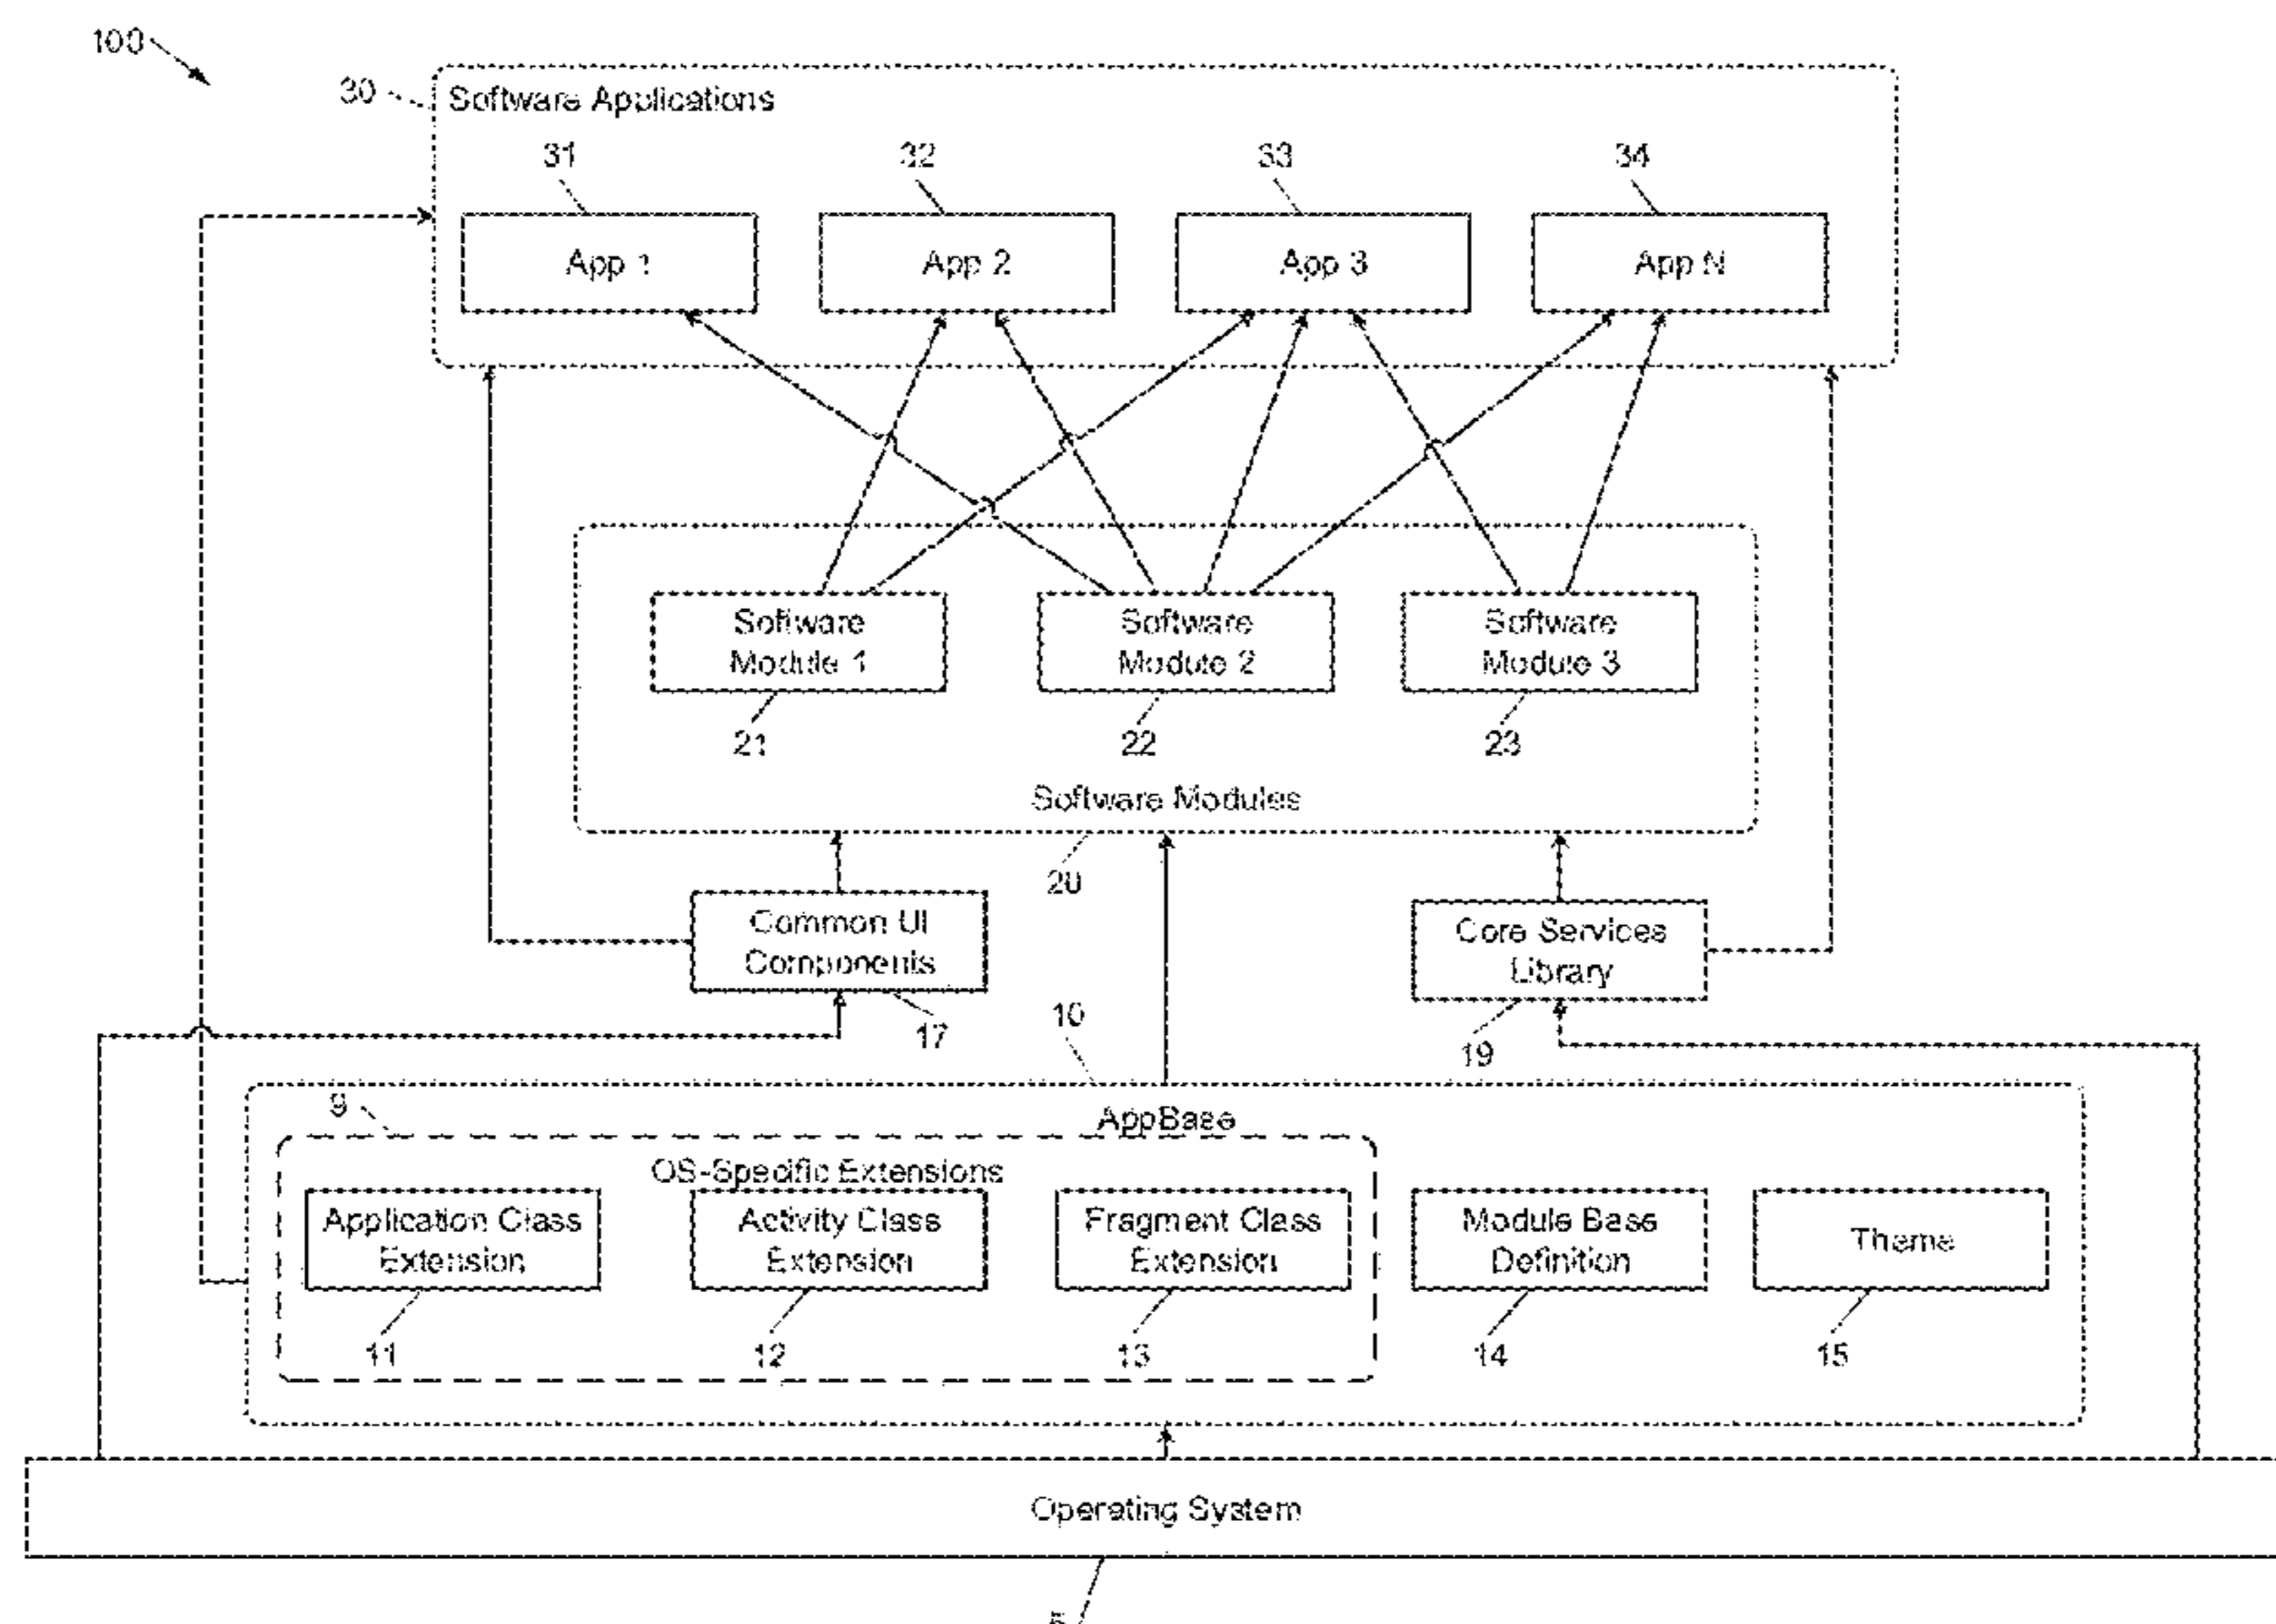 100
30
Software Applications
31
32
33
34
App 1
App 2
App 3
App N
Software
Module 1
Software
Module 2
Software
Module 3
21
22
23
Software Modules
20
Common UI
Components
Core Services
Library
17
10
19
9
AppBase
OS-Specific Extensions
Application Class
Extension
Activity Class
Extension
Fragment Class
Extension
Module Base
Definition
Theme
11
12
13
14
15
Operating System
5